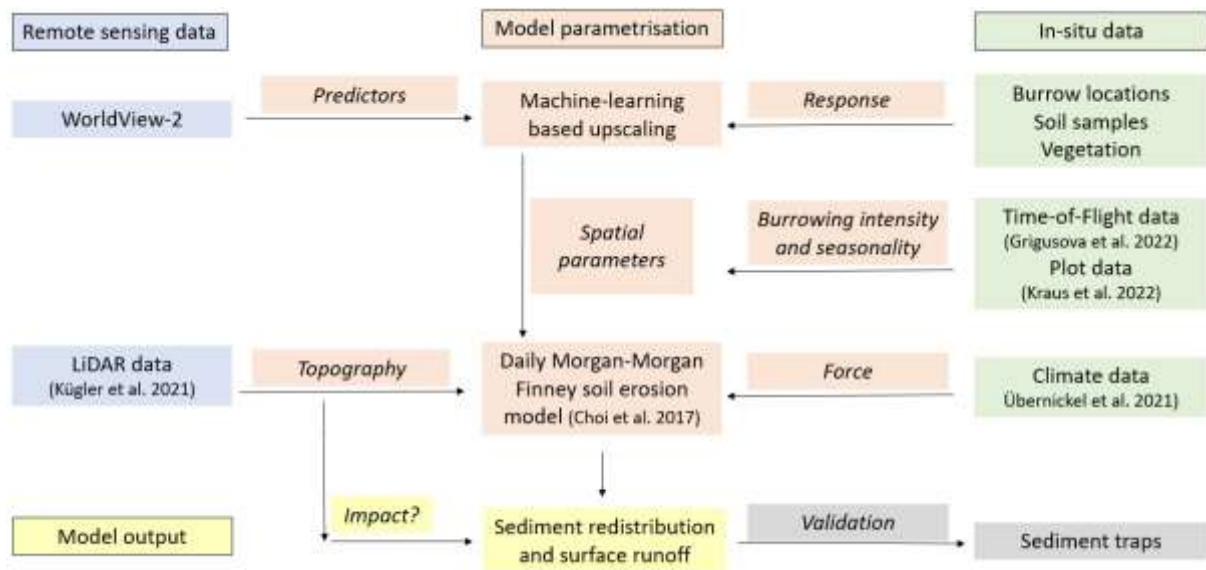 Remote sensing data
Model parametrisation
In-situ data
WorldView-2
Predictors
Machine-learning
based upscaling
Response
Burrow locations
Soil samples
Vegetation
Spatial
parameters
Burrowing intensity
and seasonality
Time-of-Flight data
(Grigusova et al. 2022)
Plot data
(Kraus et al. 2022)
LiDAR data
(Kügler et al. 2021)
Topography
Daily Morgan-Morgan
Finney soil erosion
model (Choi et al. 2017)
Force
Climate data
Übernickel et al. 2021)
Model output
Impact?
Sediment redistribution
and surface runoff
Validation
Sediment traps